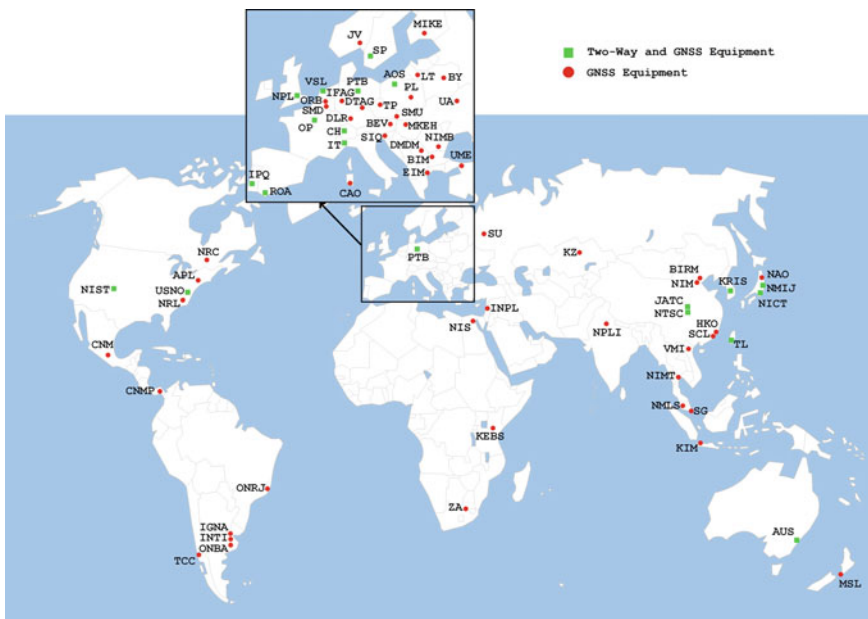 MIKE
JV
SP
Two-Way and GNSS Equipment
GNSS Equipment
VSL PTB AOS LT BY
NPL IFAG PL
ORB DTAG TP UA
SMD SMU
OP DLR BEV MKEH
CH SIQ NIMB
IT DMDM
BIM UME
IPQ EIM
ROA CAO
SU
NRC PTB KZ
APL BIRM NAO
NIST USNO NIM KRIS NMIJ
NRL INPL JATC NICT
NIS NTSC
NPLI HKO
SCL
CNM VMI TL
CNMP NIMT
NMLS SG
KEBS
KIM
ONRJ
ZA
IGNA AUS
INTI
ONBA
TCC
MSL